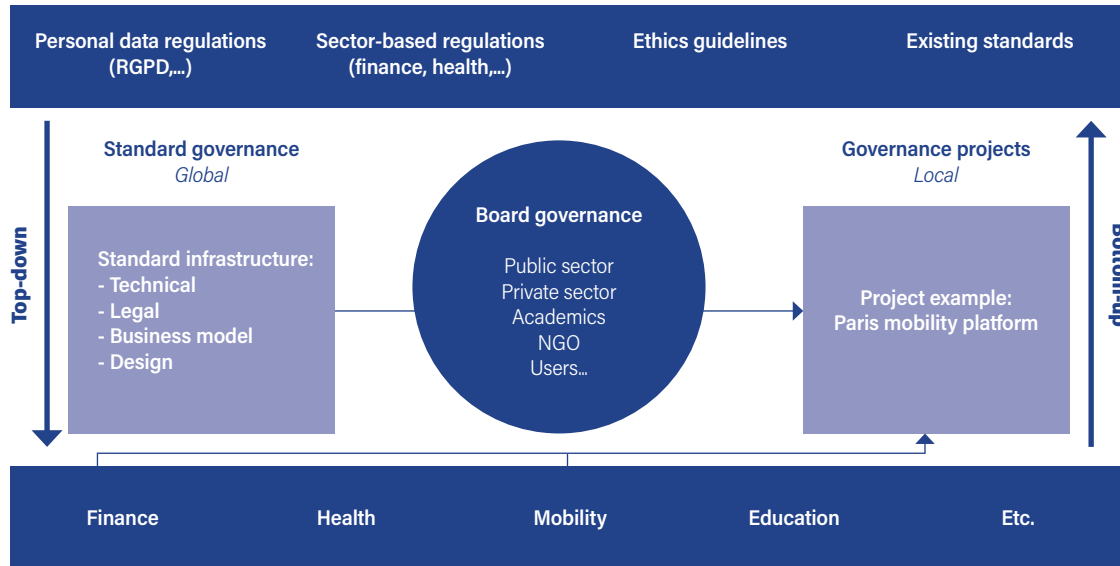 Personal data regulations
(RGPD,...)
Sector-based regulations
(finance, health,...)
Ethics guidelines
Existing standards
Standard governance
Global
Governance projects
Local
Top-down
Standard infrastructure:
- Technical
- Legal
- Business model
- Design
Board governance
Public sector
Private sector
Academics
NGO
Users...
Project example:
Paris mobility platform
Bottom-up
Finance
Health
Mobility
Education
Etc.